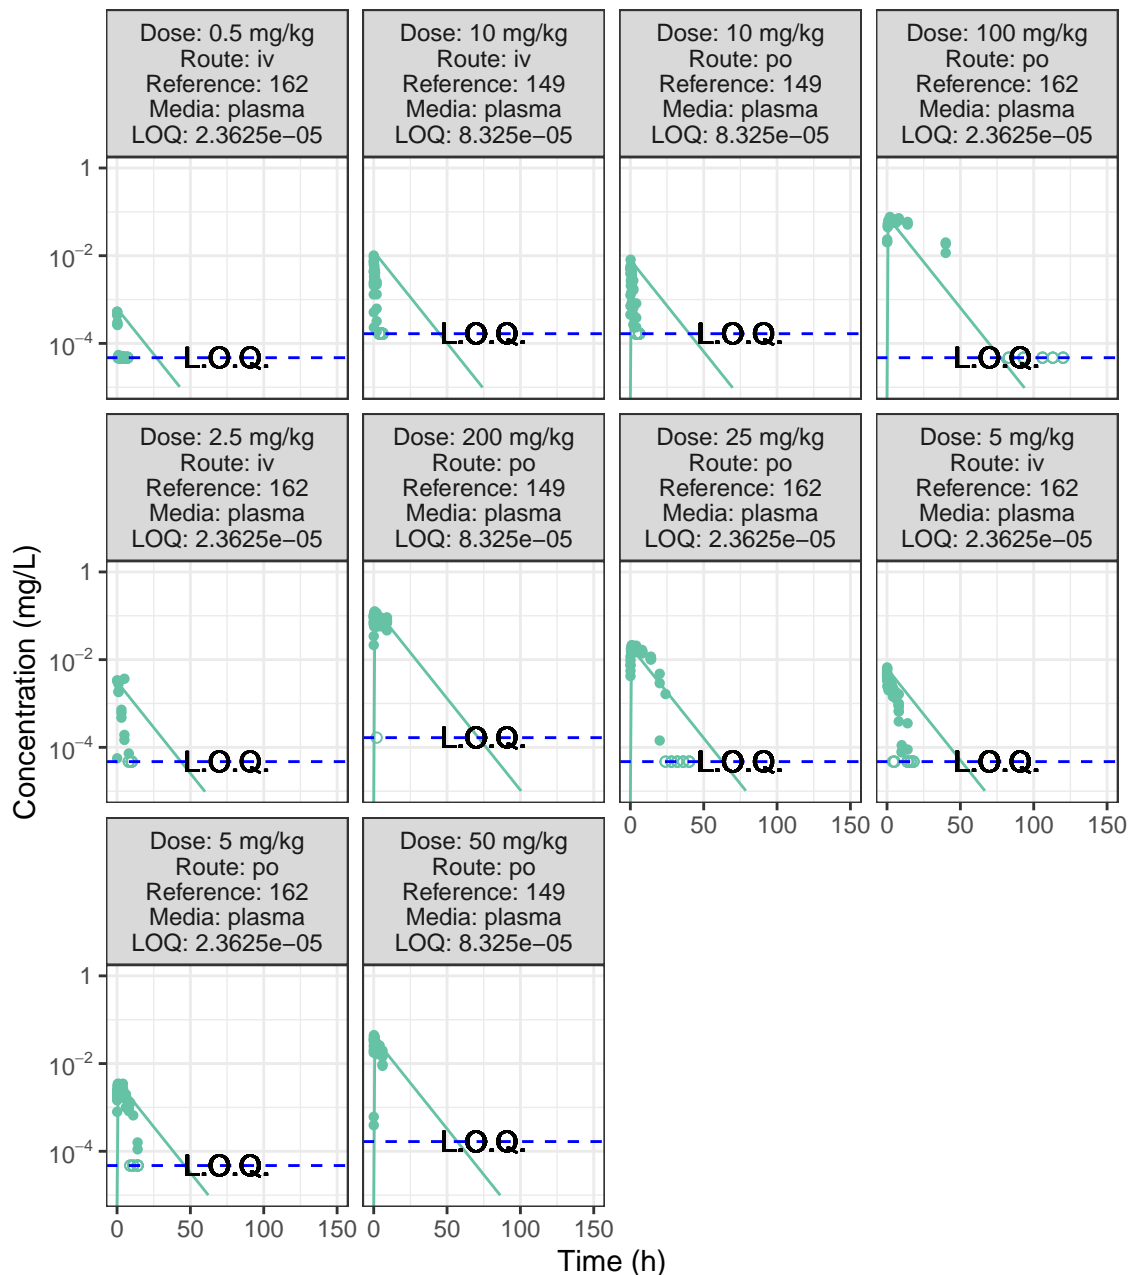 Dose: 0.5 mg/kg
Route: iv
Reference: 162
Media: plasma
LOQ: 2.3625e−05
Dose: 10 mg/kg
Route: iv
Reference: 149
Media: plasma
LOQ: 8.325e−05
Dose: 10 mg/kg
Route: po
Reference: 149
Media: plasma
LOQ: 8.325e−05
Dose: 100 mg/kg
Route: po
Reference: 162
Media: plasma
LOQ: 2.3625e−05
1
10−2
10−4
L.O.Q.
L.O.Q.
L.O.Q.
L.O.Q.
Dose: 2.5 mg/kg
Route: iv
Reference: 162
Media: plasma
LOQ: 2.3625e−05
Dose: 200 mg/kg
Route: po
Reference: 149
Media: plasma
LOQ: 8.325e−05
Dose: 25 mg/kg
Route: po
Reference: 162
Media: plasma
LOQ: 2.3625e−05
Dose: 5 mg/kg
Route: iv
Reference: 162
Media: plasma
LOQ: 2.3625e−05
Concentration (mg/L)
1
10−2
10−4
L.O.Q.
L.O.Q.
L.O.Q.
L.O.Q.
0 50 100 150
0 50 100 150
Dose: 5 mg/kg
Route: po
Reference: 162
Media: plasma
LOQ: 2.3625e−05
Dose: 50 mg/kg
Route: po
Reference: 149
Media: plasma
LOQ: 8.325e−05
1
10−2
10−4
L.O.Q.
L.O.Q.
0 50 100 150
0 50 100 150
Time (h)